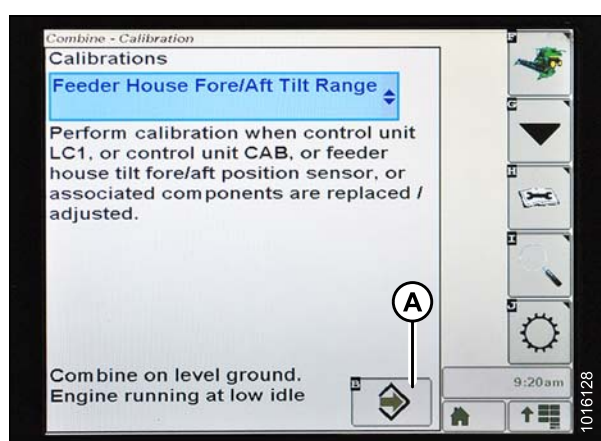 Combine - Calibration
Calibrations
Feeder House Fore/Aft Tilt Range
Perform calibration when control unit
LC1, or control unit CAB, or feeder
house tilt fore/aft position sensor, or
associated components are replaced /
adjusted.
Combine on level ground.
Engine running at low idle
A
B
F
G
H
I
J
9:20am
1016128